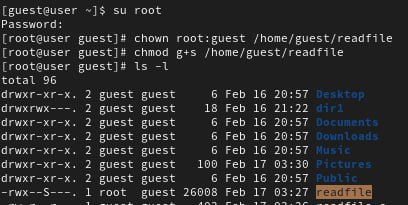 [guest@user guest]$ su root
Password:
[root@user guest]# chown root:guest /home/guest/readfile
[root@user guest]# chmod g+s /home/guest/readfile
[root@user guest]# ls -l
total 96
drwxr-xr-x. 2 guest guest 6 Feb 16 20:57 Desktop
drwxrwx---. 2 guest guest 18 Feb 16 21:22 dir1
drwxr-xr-x. 2 guest guest 6 Feb 16 20:57 Documents
drwxr-xr-x. 2 guest guest 6 Feb 16 20:57 Downloads
drwxr-xr-x. 2 guest guest 6 Feb 16 20:57 Music
drwxr-xr-x. 2 guest guest 100 Feb 17 03:30 Pictures
drwxr-xr-x. 2 guest guest 6 Feb 16 20:57 Public
-rwx--S---. 1 root guest 26008 Feb 17 03:27 readfile